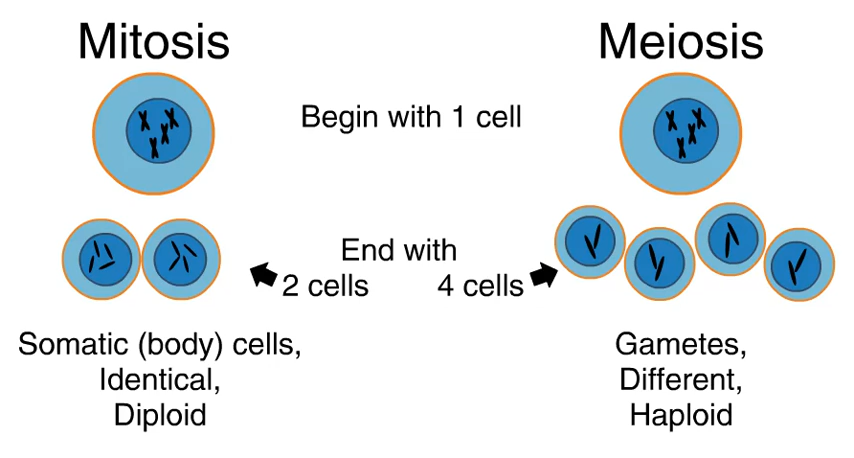 Mitosis
Meiosis
Begin with 1 cell
End with
2 cells
4 cells
Somatic (body) cells,
Identical,
Diploid
Gametes,
Different,
Haploid